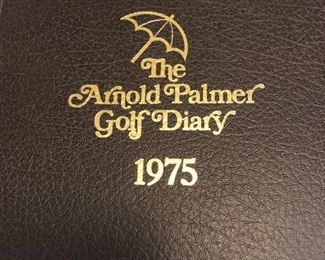 The
Arnold Palmer
Golf Diary
1975